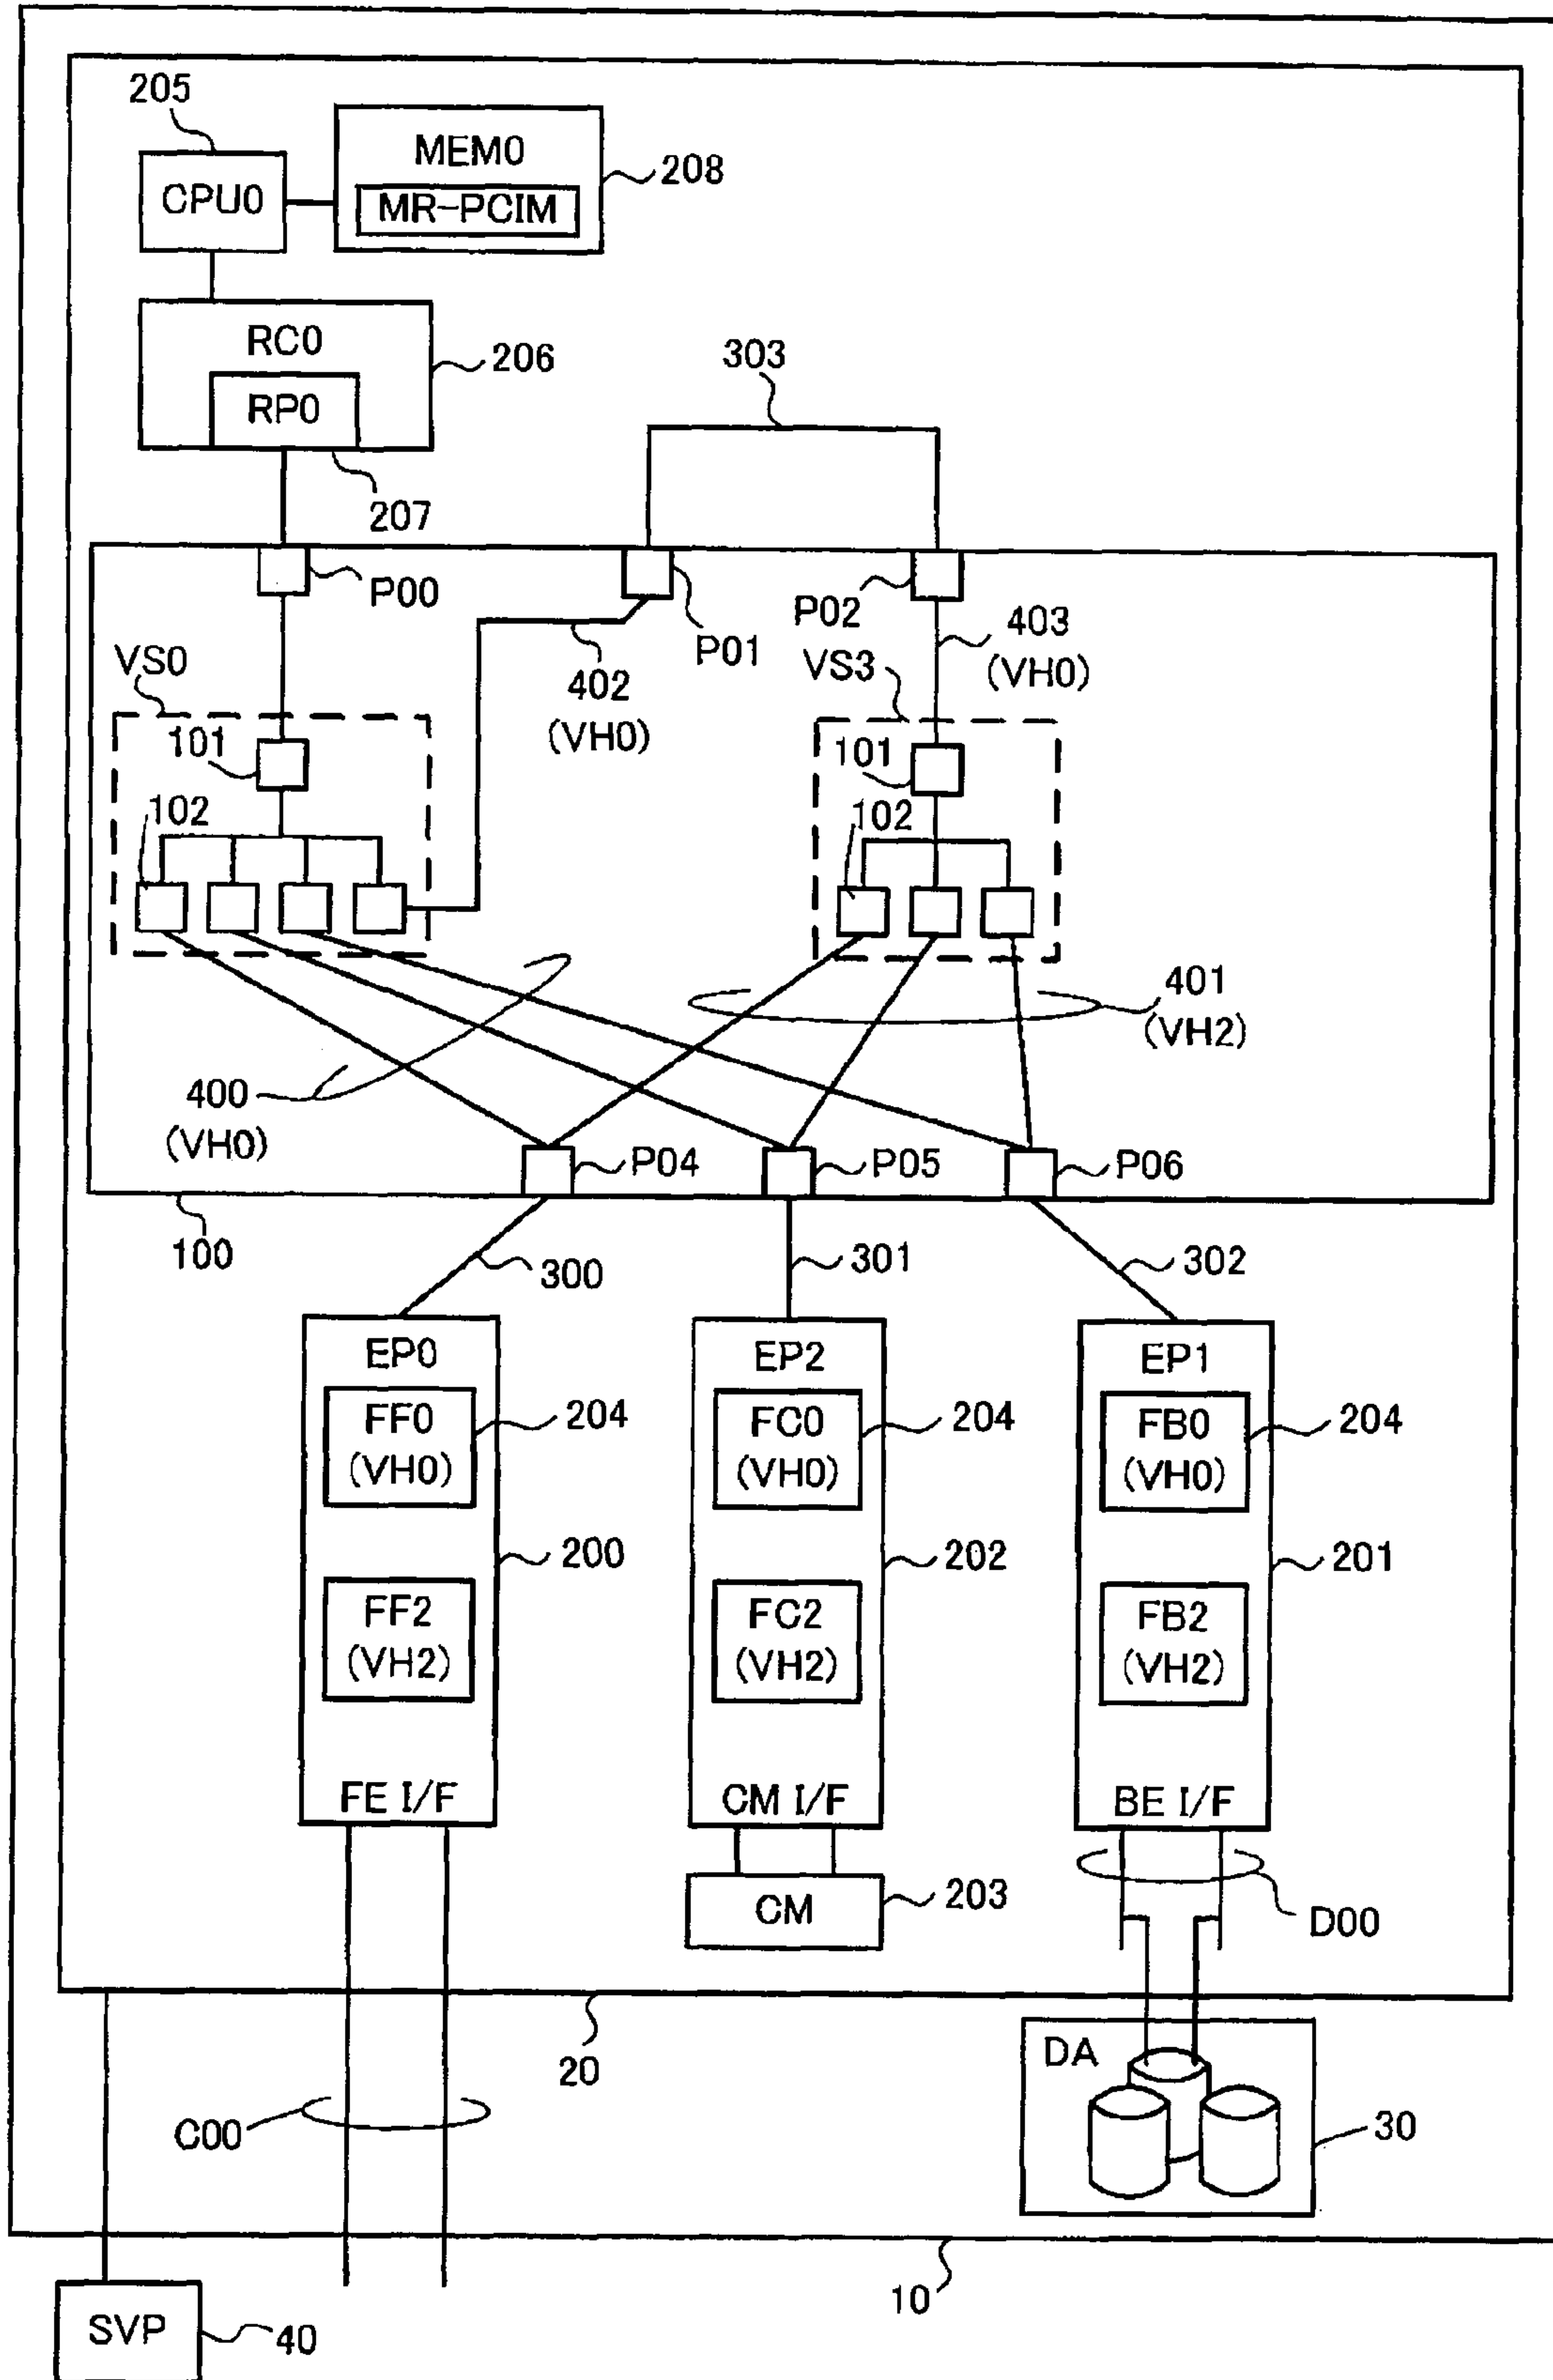 205
MEM0
208
CPU0
MR-PCIM
RC0
206
303
RP0
207
P00
P01
P02
403
(VH0)
VS0
VS3
402
(VH0)
101
101
102
102
401
(VH2)
400
(VH0)
P04
P05
P06
100
300
301
302
EP0
EP2
EP1
FF0
(VH0)
204
FC0
(VH0)
204
FB0
(VH0)
204
200
202
201
FF2
(VH2)
FC2
(VH2)
FB2
(VH2)
FE I/F
CM I/F
BE I/F
CM
203
D00
20
DA
C00
30
10
SVP
40